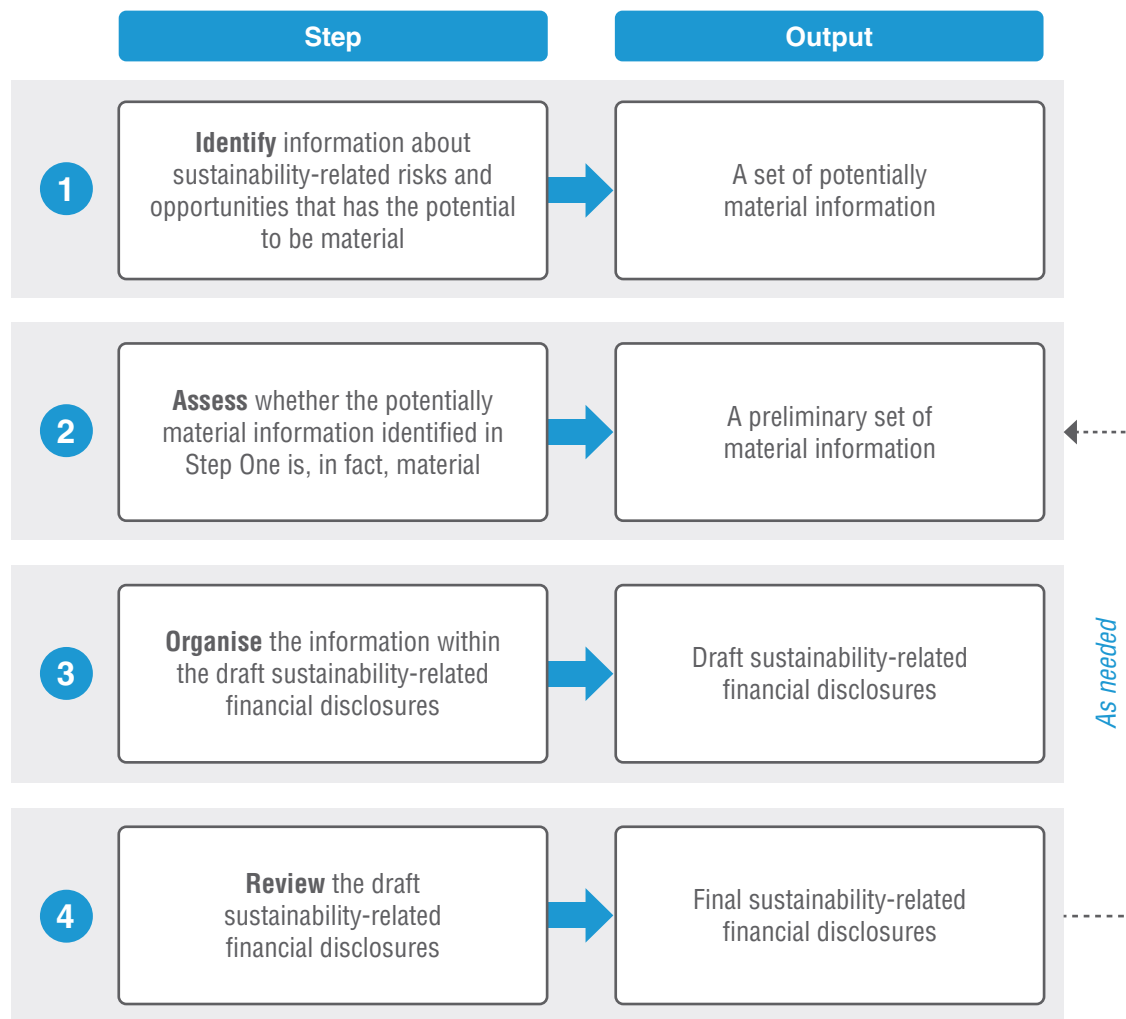 Step
Output
1
Identify information about
sustainability-related risks and
opportunities that has the potential
to be material
A set of potentially
material information
2
Assess whether the potentially
material information identified in
Step One is, in fact, material
A preliminary set of
material information
3
Organise the information within
the draft sustainability-related
financial disclosures
Draft sustainability-related
financial disclosures
As needed
4
Review the draft
sustainability-related
financial disclosures
Final sustainability-related
financial disclosures